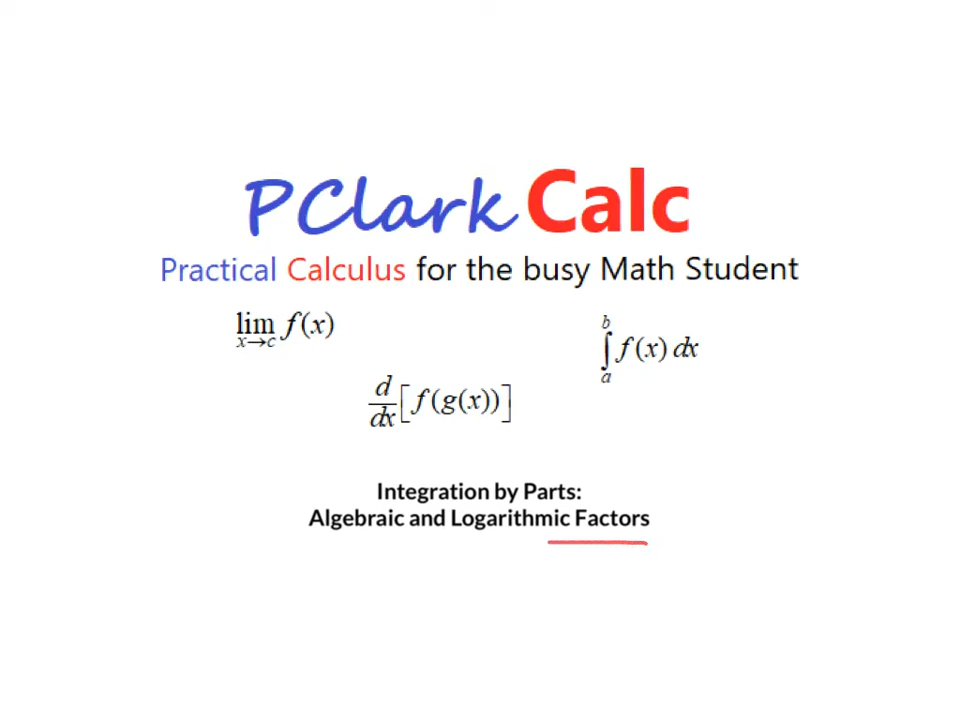 PClark Calc
Practical Calculus for the busy Math Student
lim f(x)
x→c
b
∫ f(x) dx
a
d/dx [f(g(x))]
Integration by Parts:
Algebraic and Logarithmic Factors